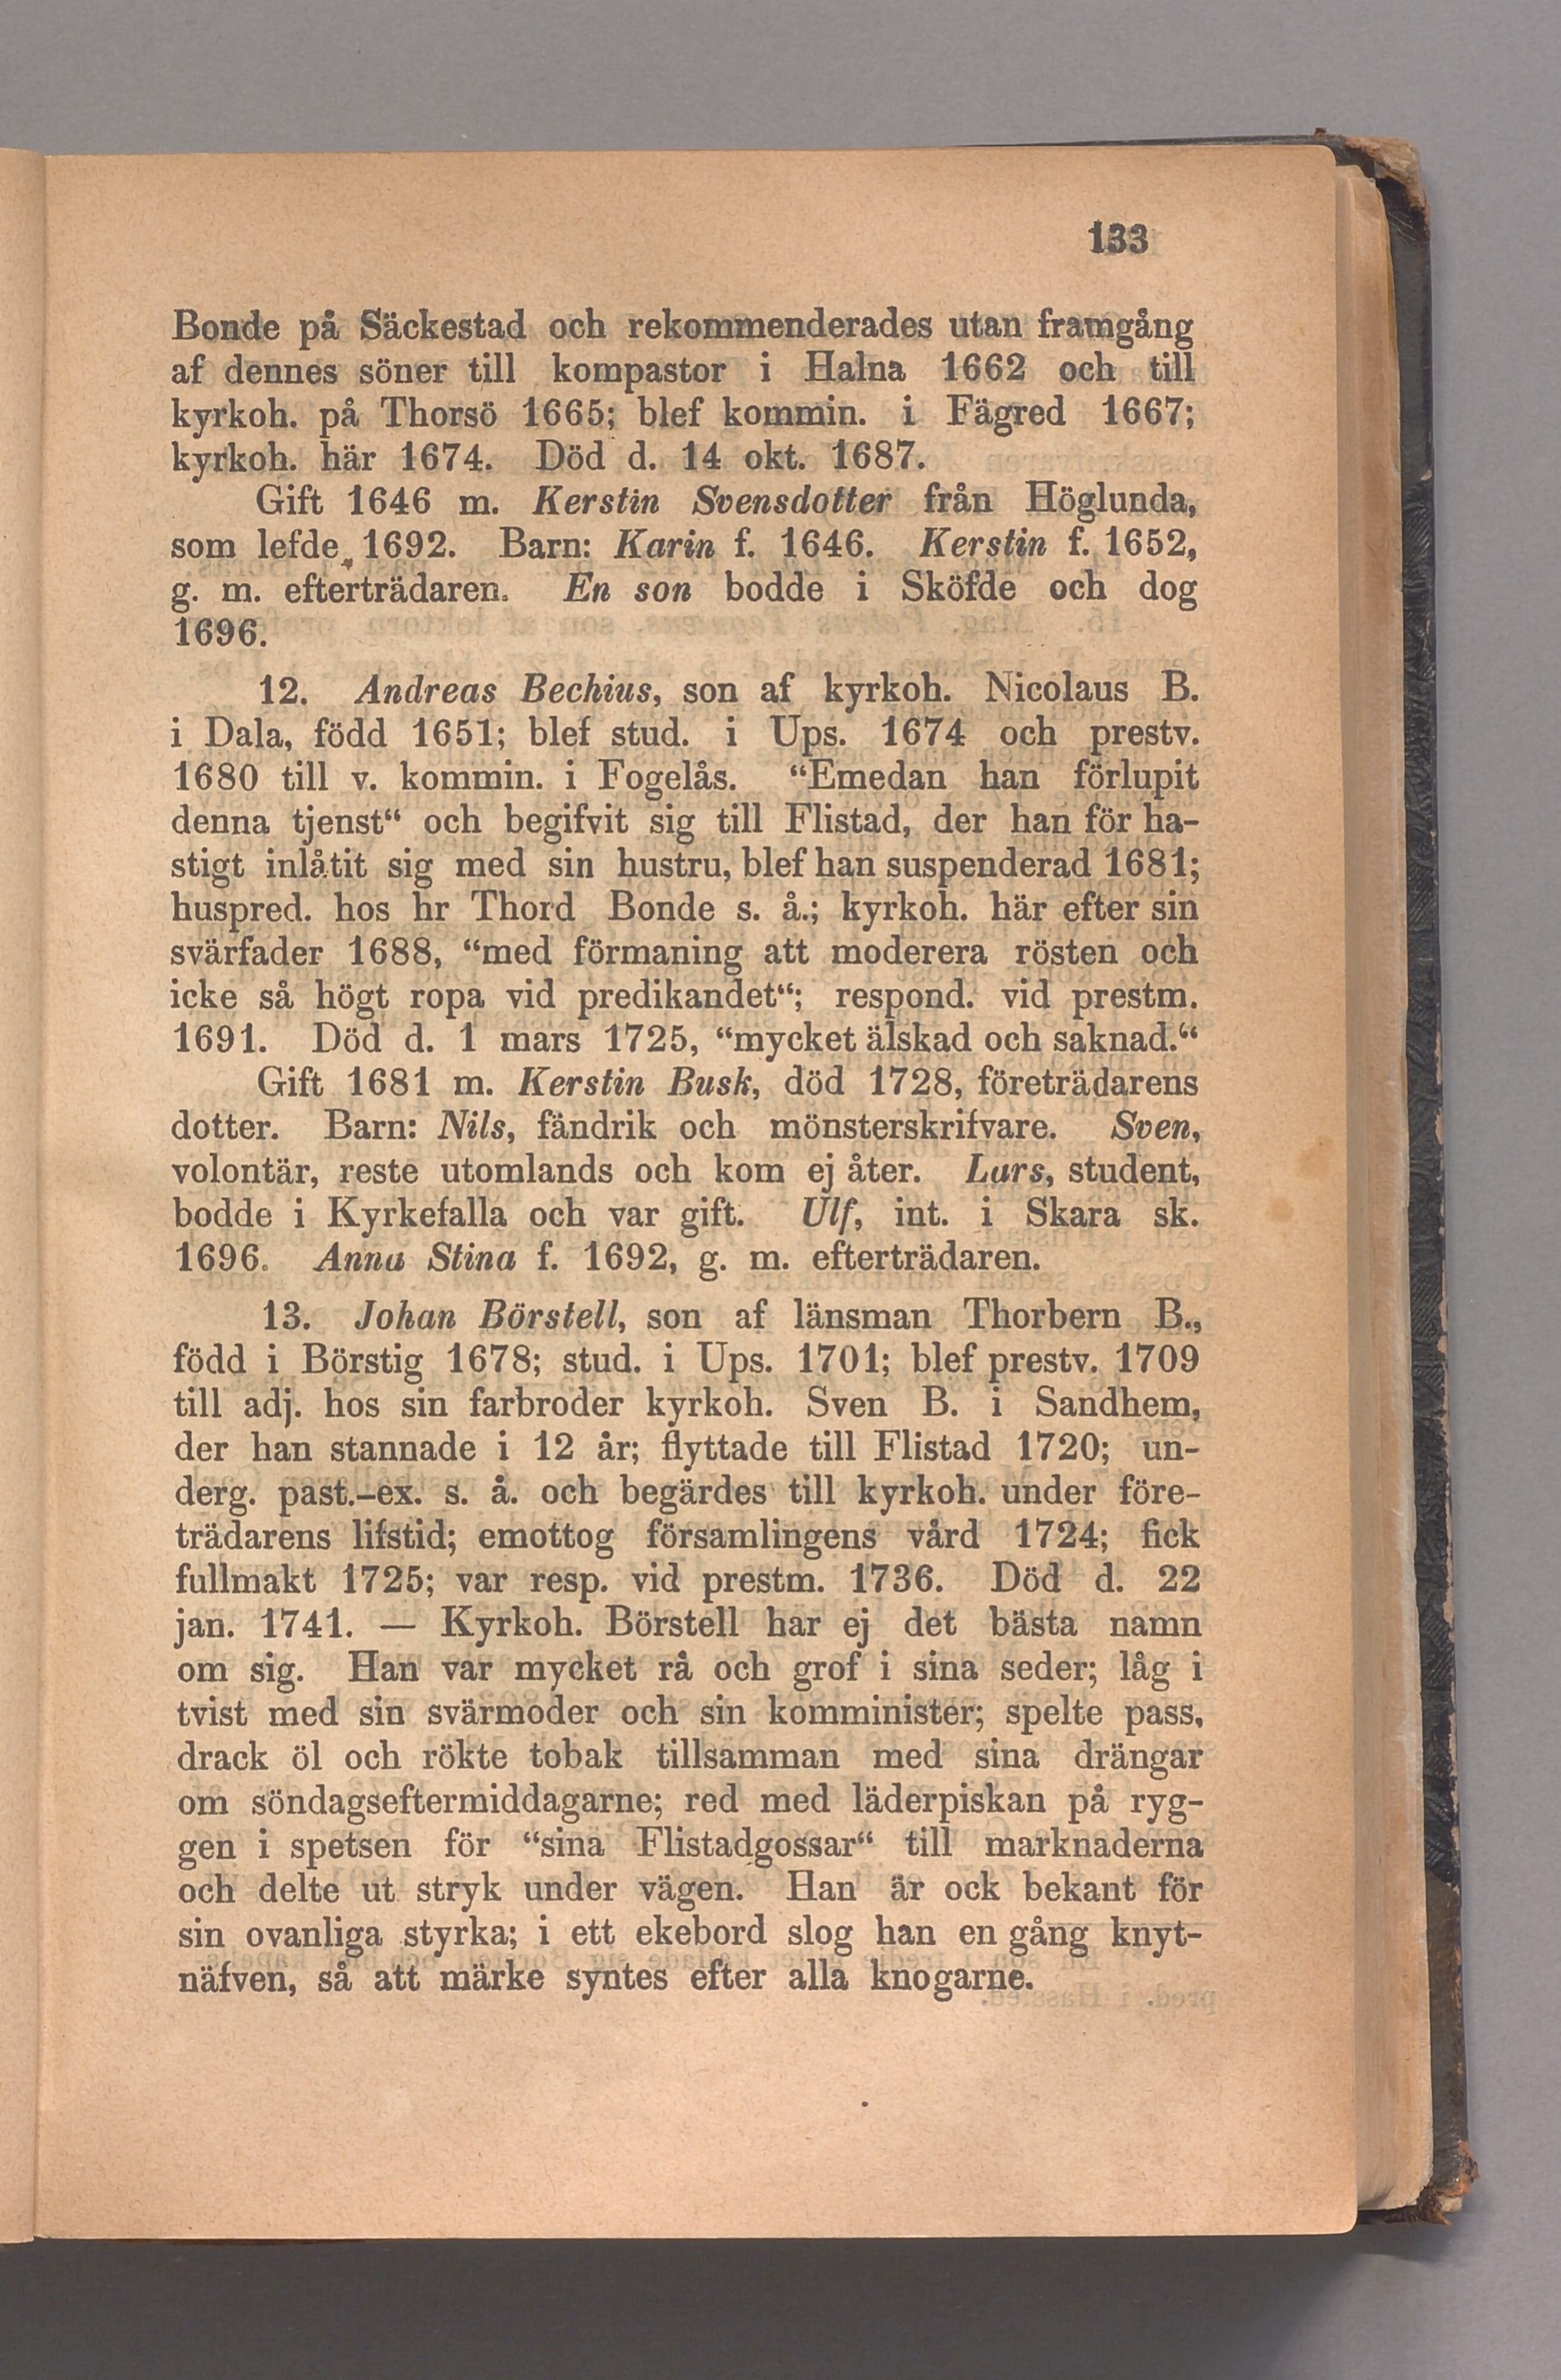 133
Bonde på Säckestad och rekommenderades utan framgång
af dennes söner till kompastor i Halna 1662 och till
kyrkoh. på Thorsö 1665; blef kommin. i Fägred 1667;
kyrkoh. här 1674. Död d. 14 okt. 1687.
Gift 1646 m. Kerstin Svensdotter från Höglunda,
som lefde 1692. Barn: Karin f. 1646. Kerstin f. 1652,
g. m. efterträdaren. En son bodde i Sköfde och dog
1696.
12. Andreas Bechius, son af kyrkoh. Nicolaus B.
i Dala, född 1651; blef stud. i Ups. 1674 och prestv.
1680 till v. kommin. i Fogelås. “Emedan han förlupit
denna tjenst“ och begifvit sig till Flistad, der han för ha-
stigt inlåtit sig med sin hustru, blef han suspenderad 1681;
huspred. hos hr Thord Bonde s. å.; kyrkoh. här efter sin
svärfader 1688, “med förmaning att moderera rösten och
icke så högt ropa vid predikandet“; respond. vid prestm.
1691. Död d. 1 mars 1725, “mycket älskad och saknad.“
Gift 1681 m. Kerstin Busk, död 1728, företrädarens
dotter. Barn: Nils, fändrik och mönsterskrifvare. Sven,
volontär, reste utomlands och kom ej åter. Lars, student,
bodde i Kyrkefalla och var gift. Ulf, int. i Skara sk.
1696. Anna Stina f. 1692, g. m. efterträdaren.
13. Johan Börstell, son af länsman Thorbern B.,
född i Börstig 1678; stud. i Ups. 1701; blef prestv. 1709
till adj. hos sin farbroder kyrkoh. Sven B. i Sandhem,
der han stannade i 12 år; flyttade till Flistad 1720; un-
derg. past.-ex. s. å. och begärdes till kyrkoh. under före-
trädarens lifstid; emottog församlingens vård 1724; fick
fullmakt 1725; var resp. vid prestm. 1736. Död d. 22
jan. 1741. — Kyrkoh. Börstell har ej det bästa namn
om sig. Han var mycket rå och grof i sina seder; låg i
tvist med sin svärmoder och sin komminister; spelte pass,
drack öl och rökte tobak tillsamman med sina drängar
om söndagseftermiddagarne; red med läderpiskan på ryg-
gen i spetsen för “sina Flistadgossar“ till marknaderna
och delte ut stryk under vägen. Han är ock bekant för
sin ovanliga styrka; i ett ekebord slog han en gång knyt-
näfven, så att märke syntes efter alla knogarne.